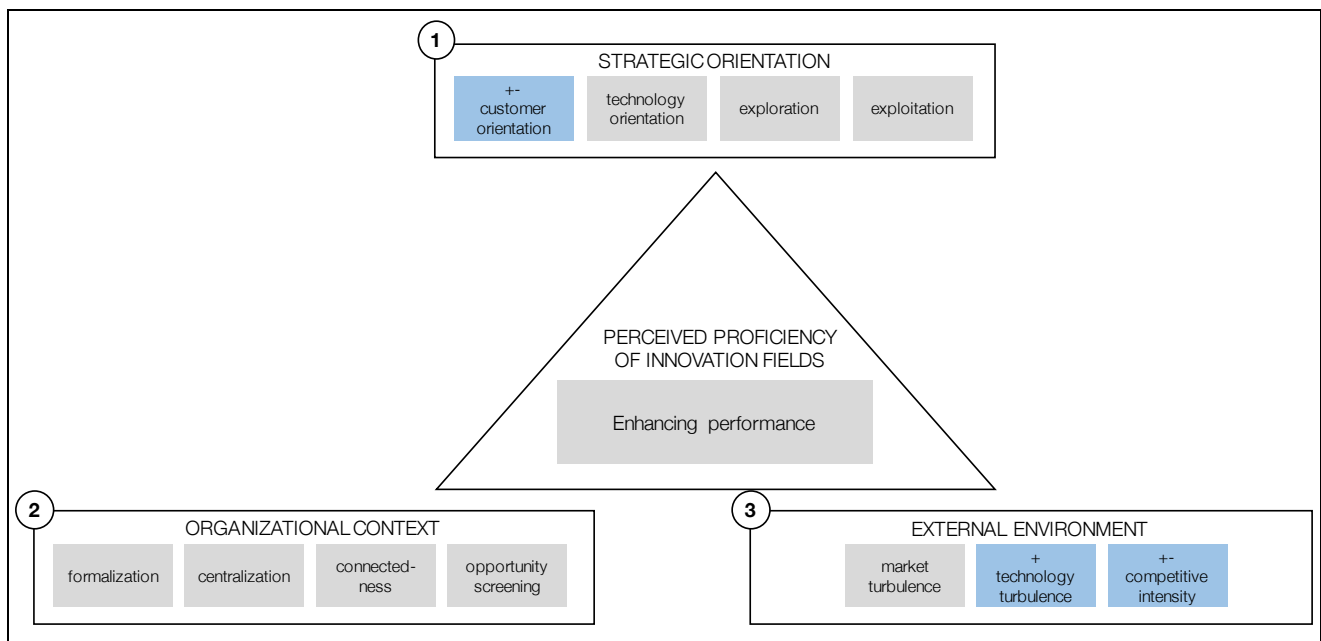 1
STRATEGIC ORIENTATION
+-
customer
orientation
technology
orientation
exploration
exploitation
PERCEIVED PROFICIENCY
OF INNOVATION FIELDS
Enhancing performance
2
ORGANIZATIONAL CONTEXT
formalization
centralization
connected-
ness
opportunity
screening
3
EXTERNAL ENVIRONMENT
market
turbulence
+
technology
turbulence
+-
competitive
intensity